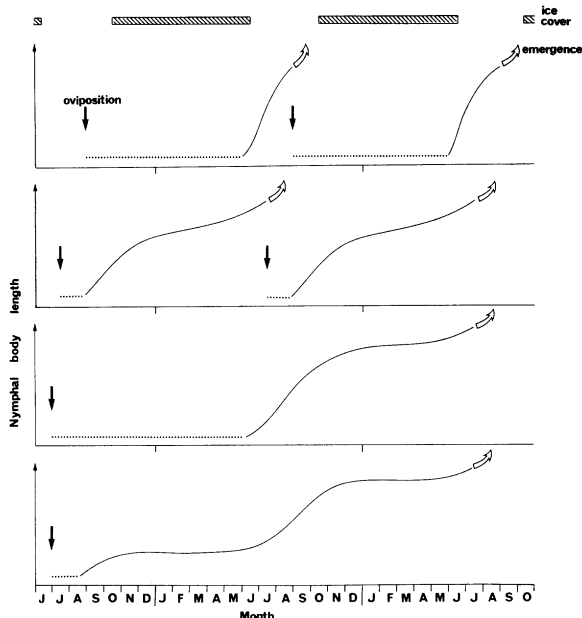 ice
cover
emergence
oviposition
Nymphal body length
J J A S O N D J F M A M J J A S O N D J F M A M J J A S O
Month